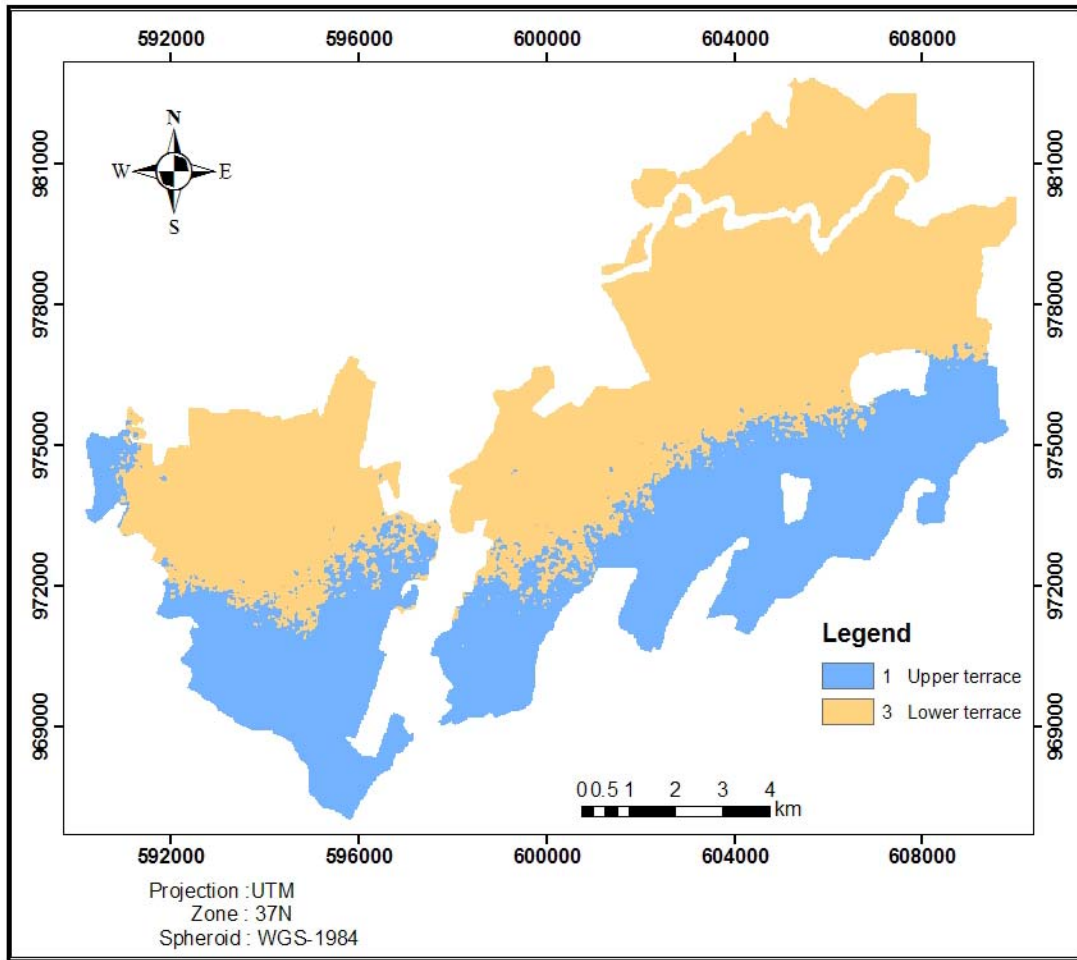 592000 596000 600000 604000 608000
N
W E
S
981000 981000
978000 978000
975000 975000
972000 972000
969000 969000
Legend
1 Upper terrace
3 Lower terrace
0 0.5 1 2 3 4
km
592000 596000 600000 604000 608000
Projection :UTM
Zone : 37N
Spheroid : WGS-1984